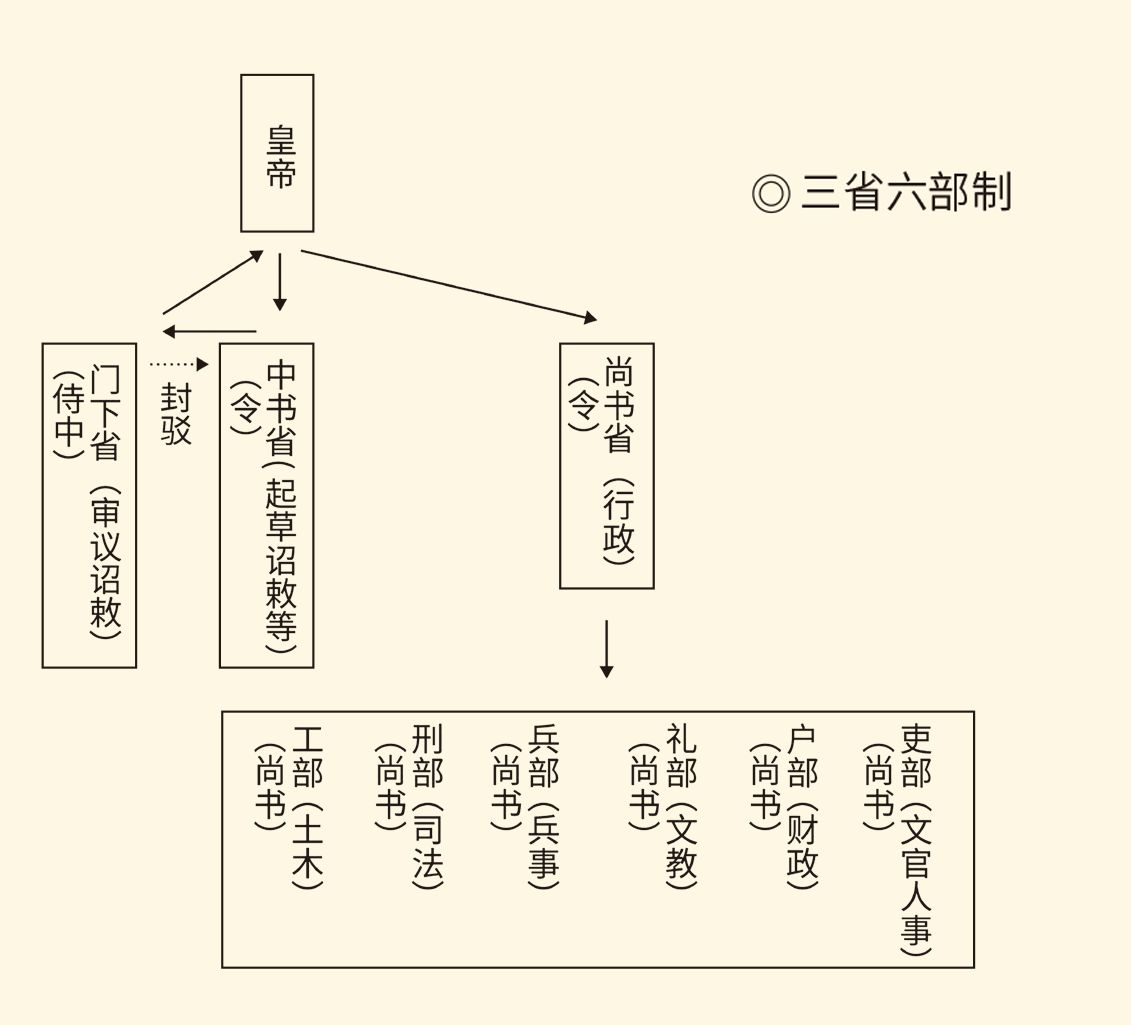 ◎三省六部制
皇帝
尚书省（行政）
（令）
中书省（起草诏敕等）
（令）
封驳
门下省（审议诏敕）
（侍中）
吏部（文官人事）
（尚书）
户部（财政）
（尚书）
礼部（文教）
（尚书）
兵部（兵事）
（尚书）
刑部（司法）
（尚书）
工部（土木）
（尚书）